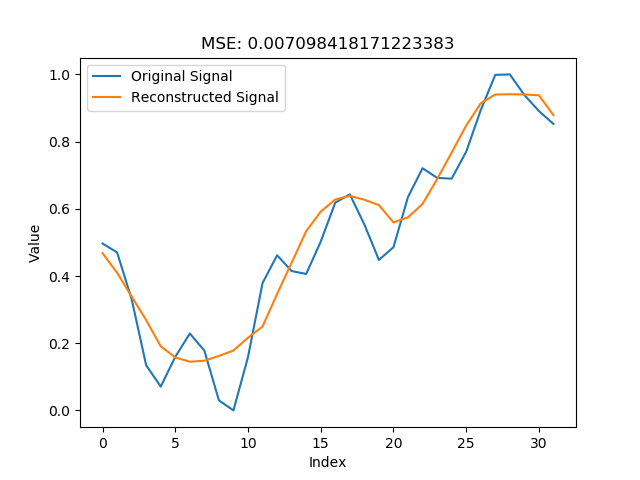 MSE: 0.007098418171223383
Original Signal
Reconstructed Signal
1.0
0.8
0.6
0.4
0.2
0.0
Value
0 5 10 15 20 25 30
Index